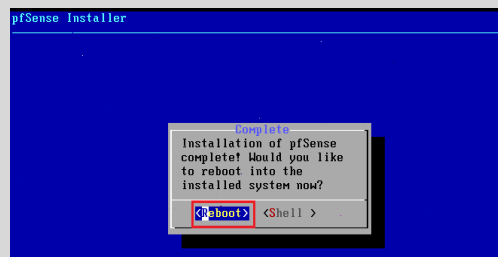 pfSense Installer
Complete
Installation of pfSense
complete! Would you like
to reboot into the
installed system now?
<Reboot> <Shell >